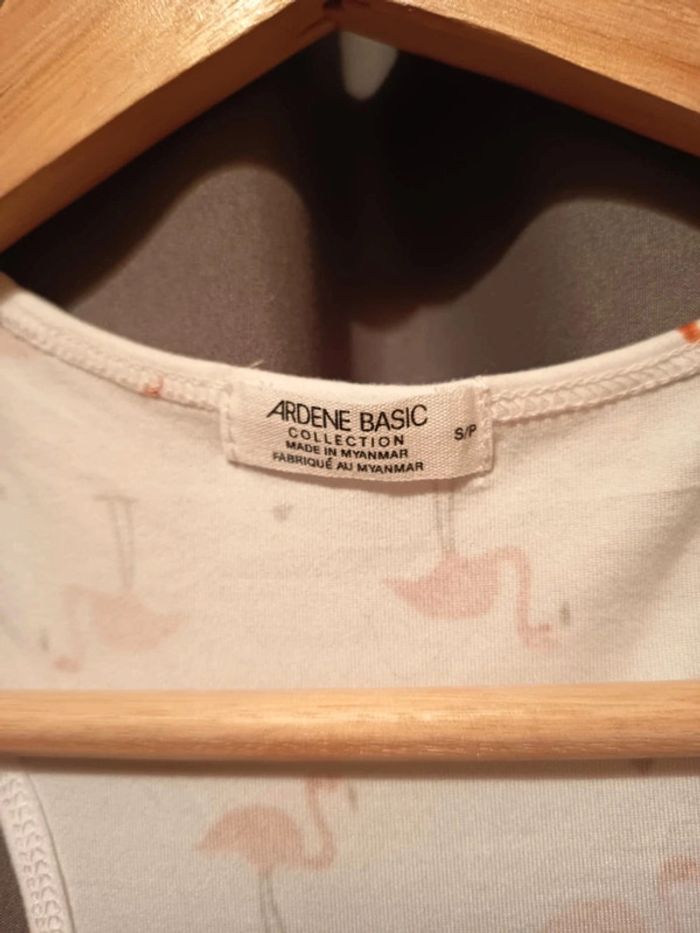 ARDENE BASIC
COLLECTION
MADE IN MYANMAR
FABRIQUÉ AU MYANMAR
S/P